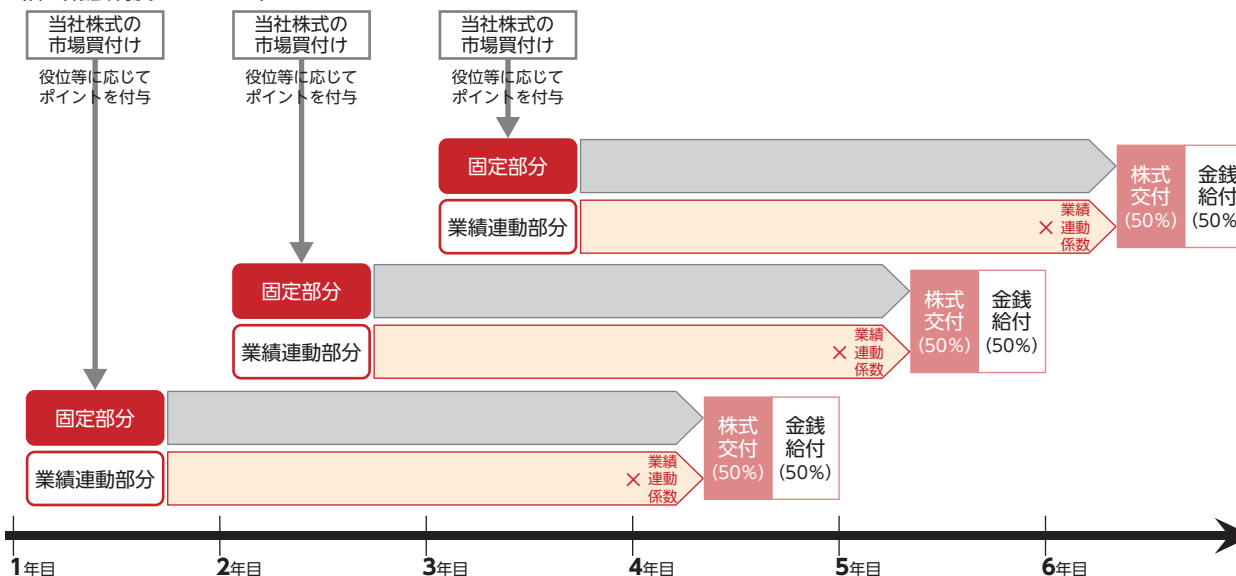 当社株式の
市場買付け
役位等に応じて
ポイントを付与
当社株式の
市場買付け
役位等に応じて
ポイントを付与
当社株式の
市場買付け
役位等に応じて
ポイントを付与
固定部分
業績連動部分
×
業績
連動
係数
株式
交付
(50%)
金銭
給付
(50%)
固定部分
業績連動部分
×
業績
連動
係数
株式
交付
(50%)
金銭
給付
(50%)
固定部分
業績連動部分
×
業績
連動
係数
株式
交付
(50%)
金銭
給付
(50%)
1年目
2年目
3年目
4年目
5年目
6年目